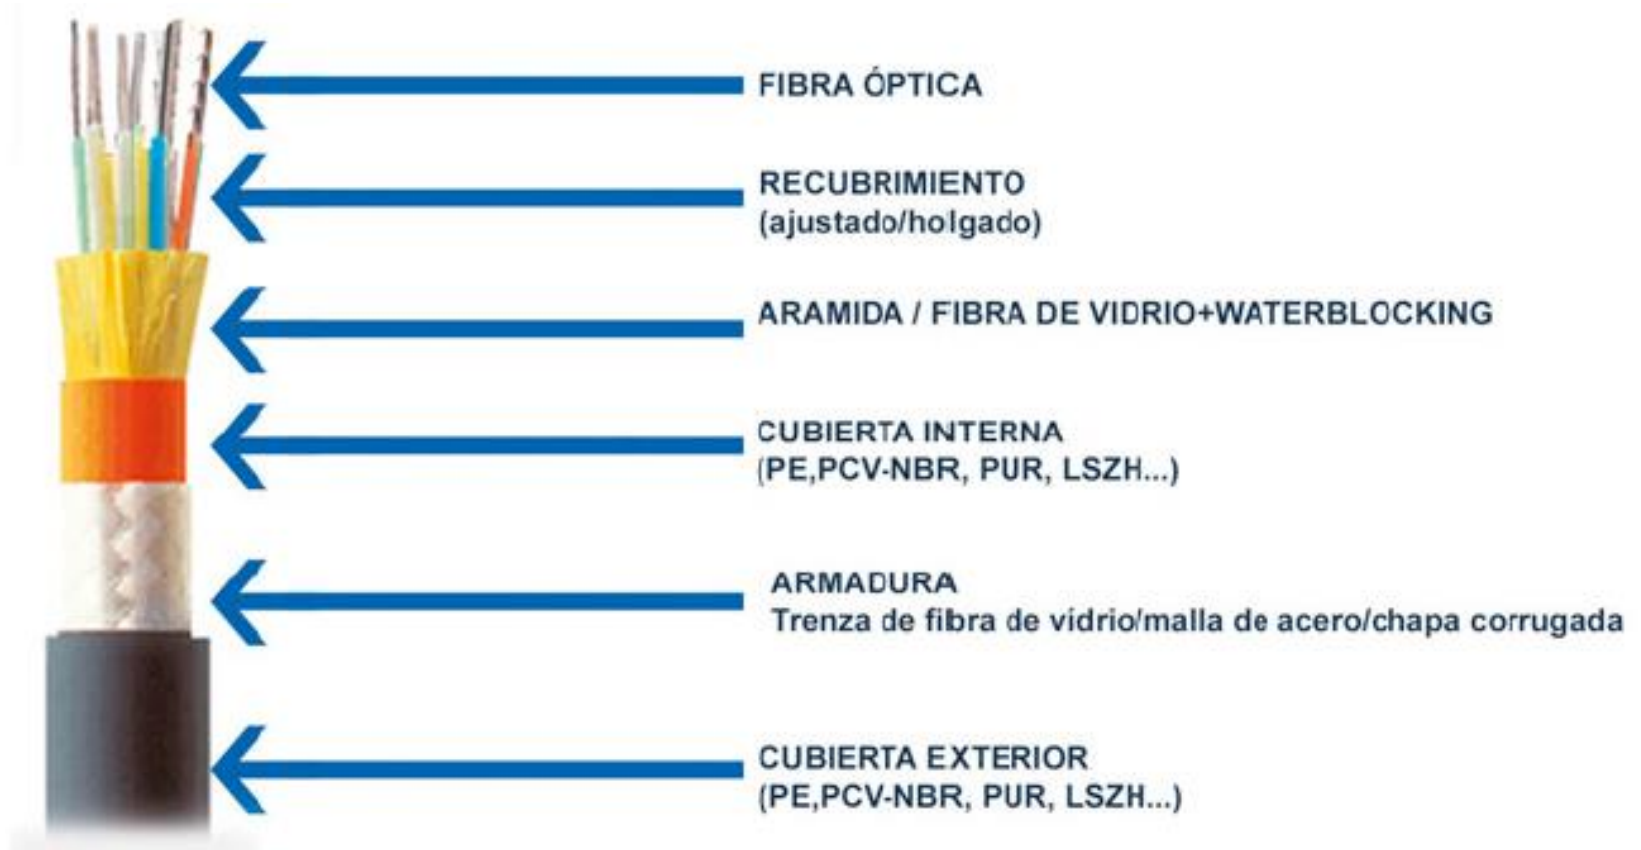 FIBRA ÓPTICA
RECUBRIMIENTO
(ajustado/holgado)
ARAMIDA / FIBRA DE VIDRIO+WATERBLOCKING
CUBIERTA INTERNA
(PE,PCV-NBR, PUR, LSZH...)
ARMADURA
Trenza de fibra de vidrio/malla de acero/chapa corrugada
CUBIERTA EXTERIOR
(PE,PCV-NBR, PUR, LSZH...)